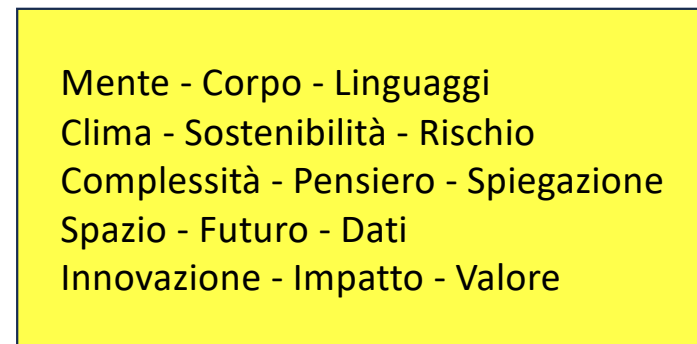 Mente - Corpo - Linguaggi
Clima - Sostenibilità - Rischio
Complessità - Pensiero - Spiegazione
Spazio - Futuro - Dati
Innovazione - Impatto - Valore